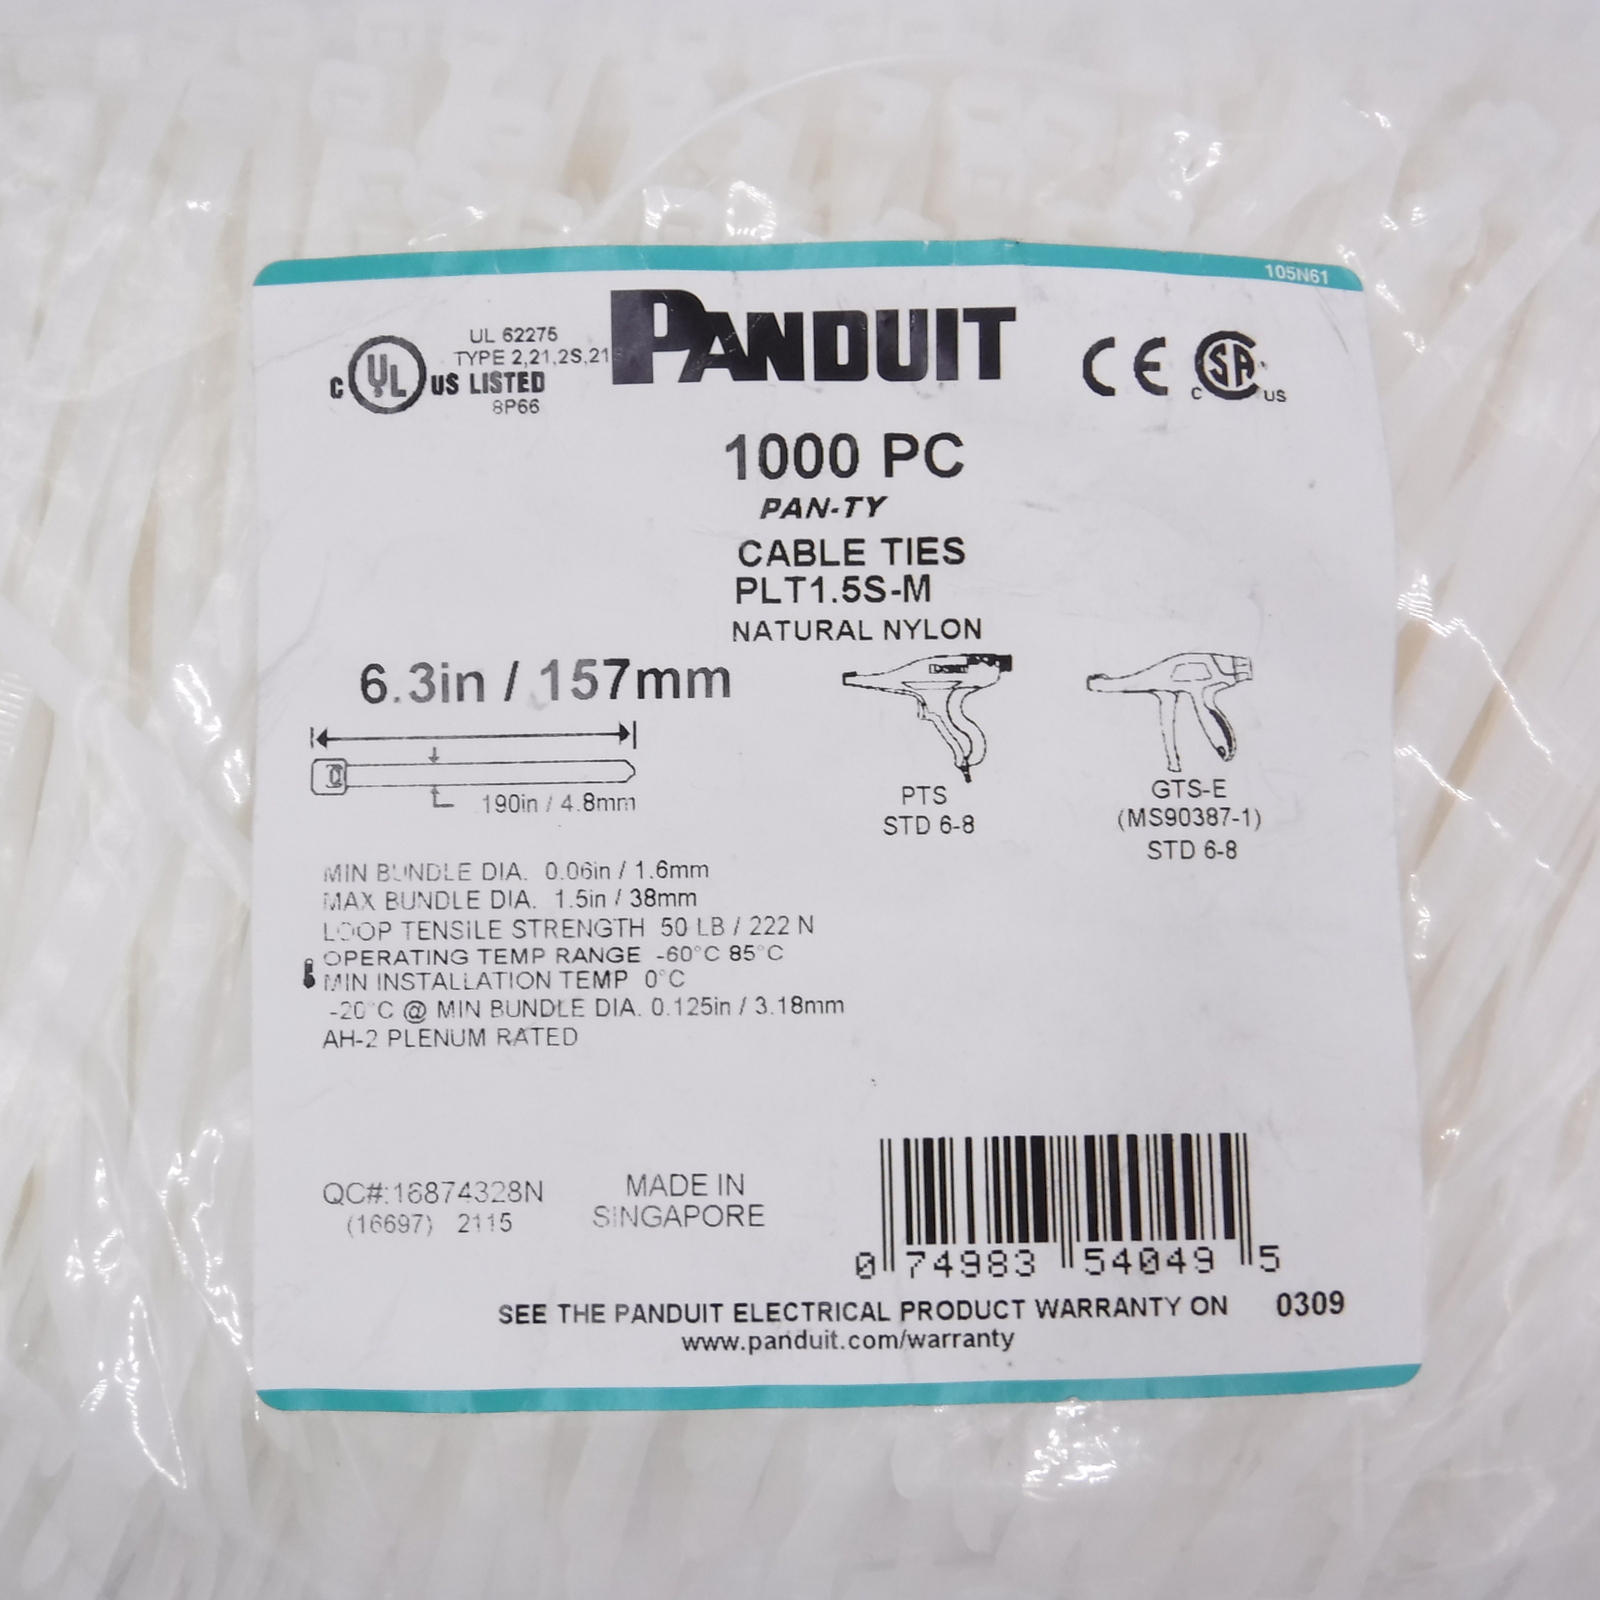 105N61
UL 62275
TYPE 2,21,2S,21
C UL US LISTED
8P66
PANDUIT
CE
C SA US
1000 PC
PAN-TY
CABLE TIES
PLT1.5S-M
NATURAL NYLON
6.3in / 157mm
190in / 4.8mm
PTS
STD 6-8
GTS-E
(MS90387-1)
STD 6-8
MIN BUNDLE DIA. 0.06in / 1.6mm
MAX BUNDLE DIA. 1.5in / 38mm
LOOP TENSILE STRENGTH 50 LB / 222 N
OPERATING TEMP RANGE -60°C 85°C
MIN INSTALLATION TEMP 0°C
-20°C @ MIN BUNDLE DIA. 0.125in / 3.18mm
AH-2 PLENUM RATED
QC#:16874328N
(16697) 2115
MADE IN
SINGAPORE
0 74983 54049 5
SEE THE PANDUIT ELECTRICAL PRODUCT WARRANTY ON 0309
www.panduit.com/warranty